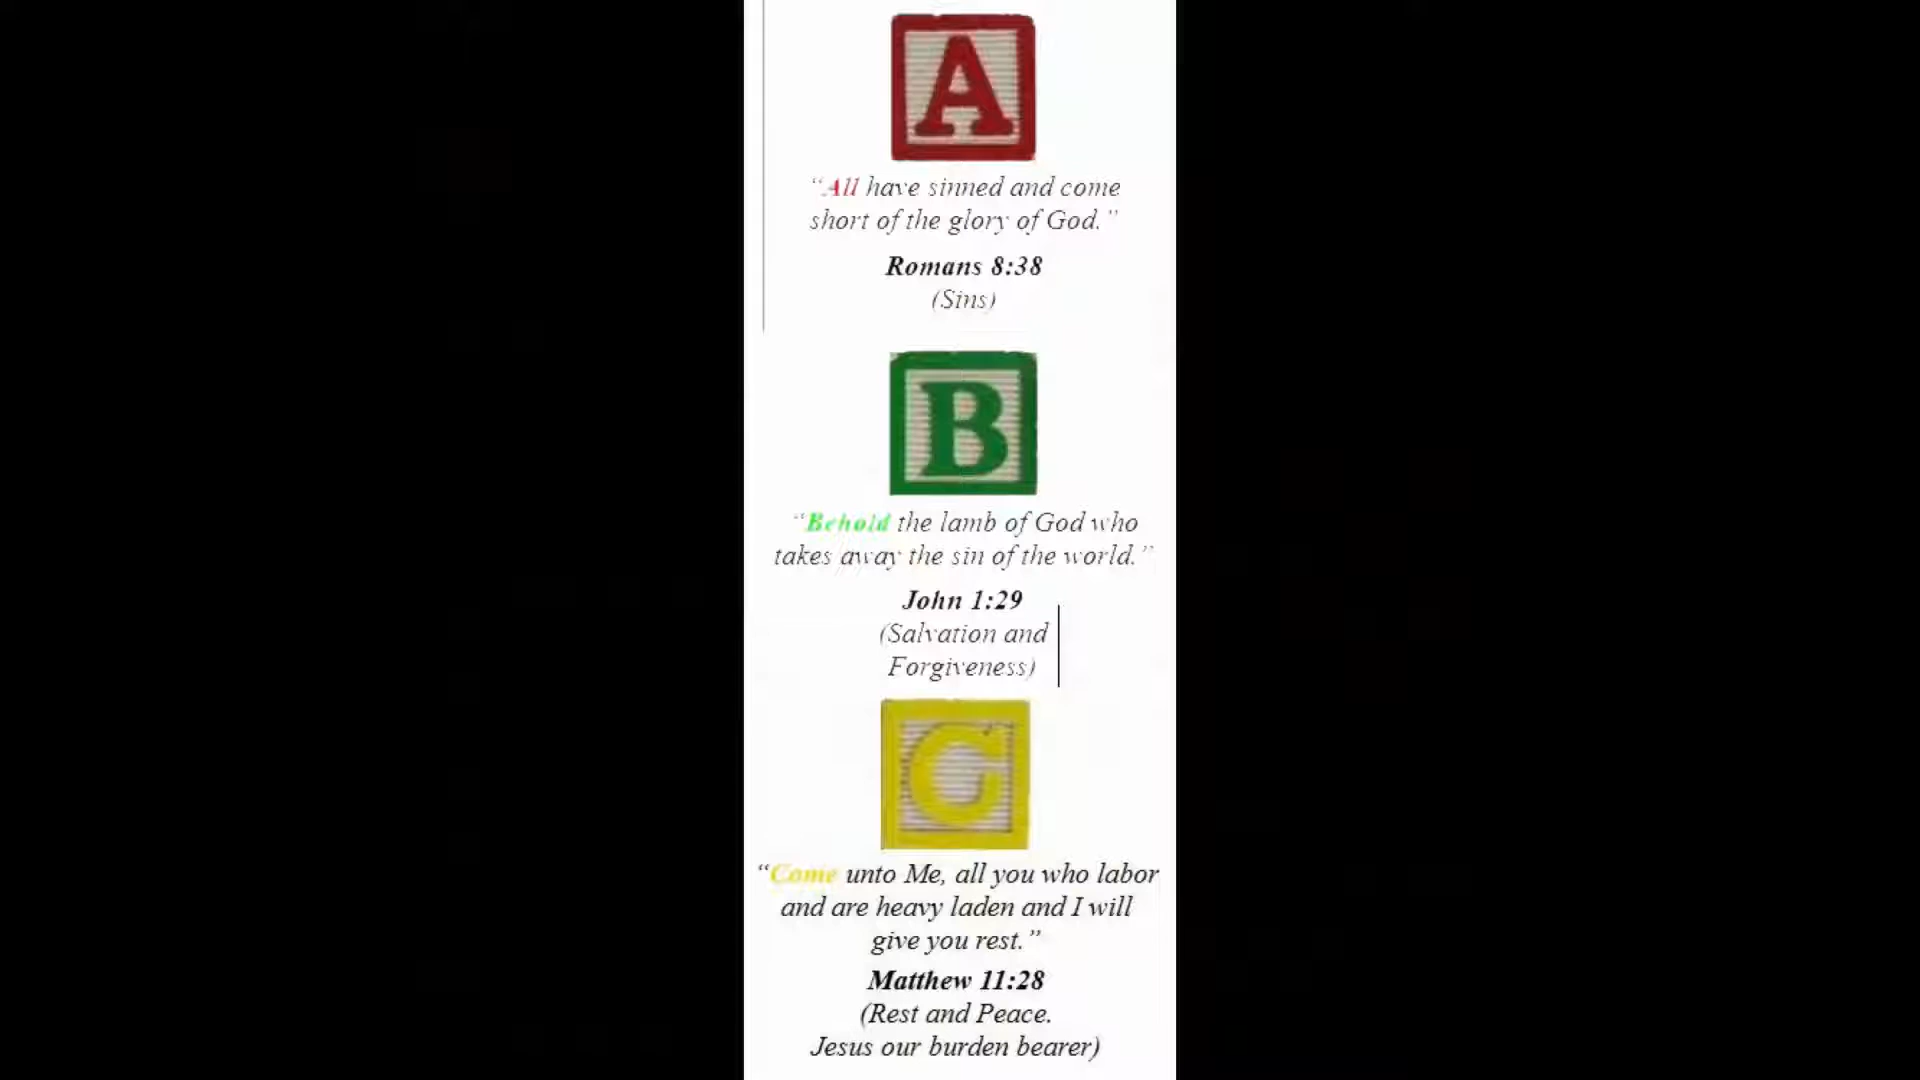 A
“All have sinned and come
short of the glory of God.”
Romans 8:38
(Sins)
B
“Behold the lamb of God who
takes away the sin of the world.”
John 1:29
(Salvation and
Forgiveness)
C
“Come unto Me, all you who labor
and are heavy laden and I will
give you rest.”
Matthew 11:28
(Rest and Peace.
Jesus our burden bearer)